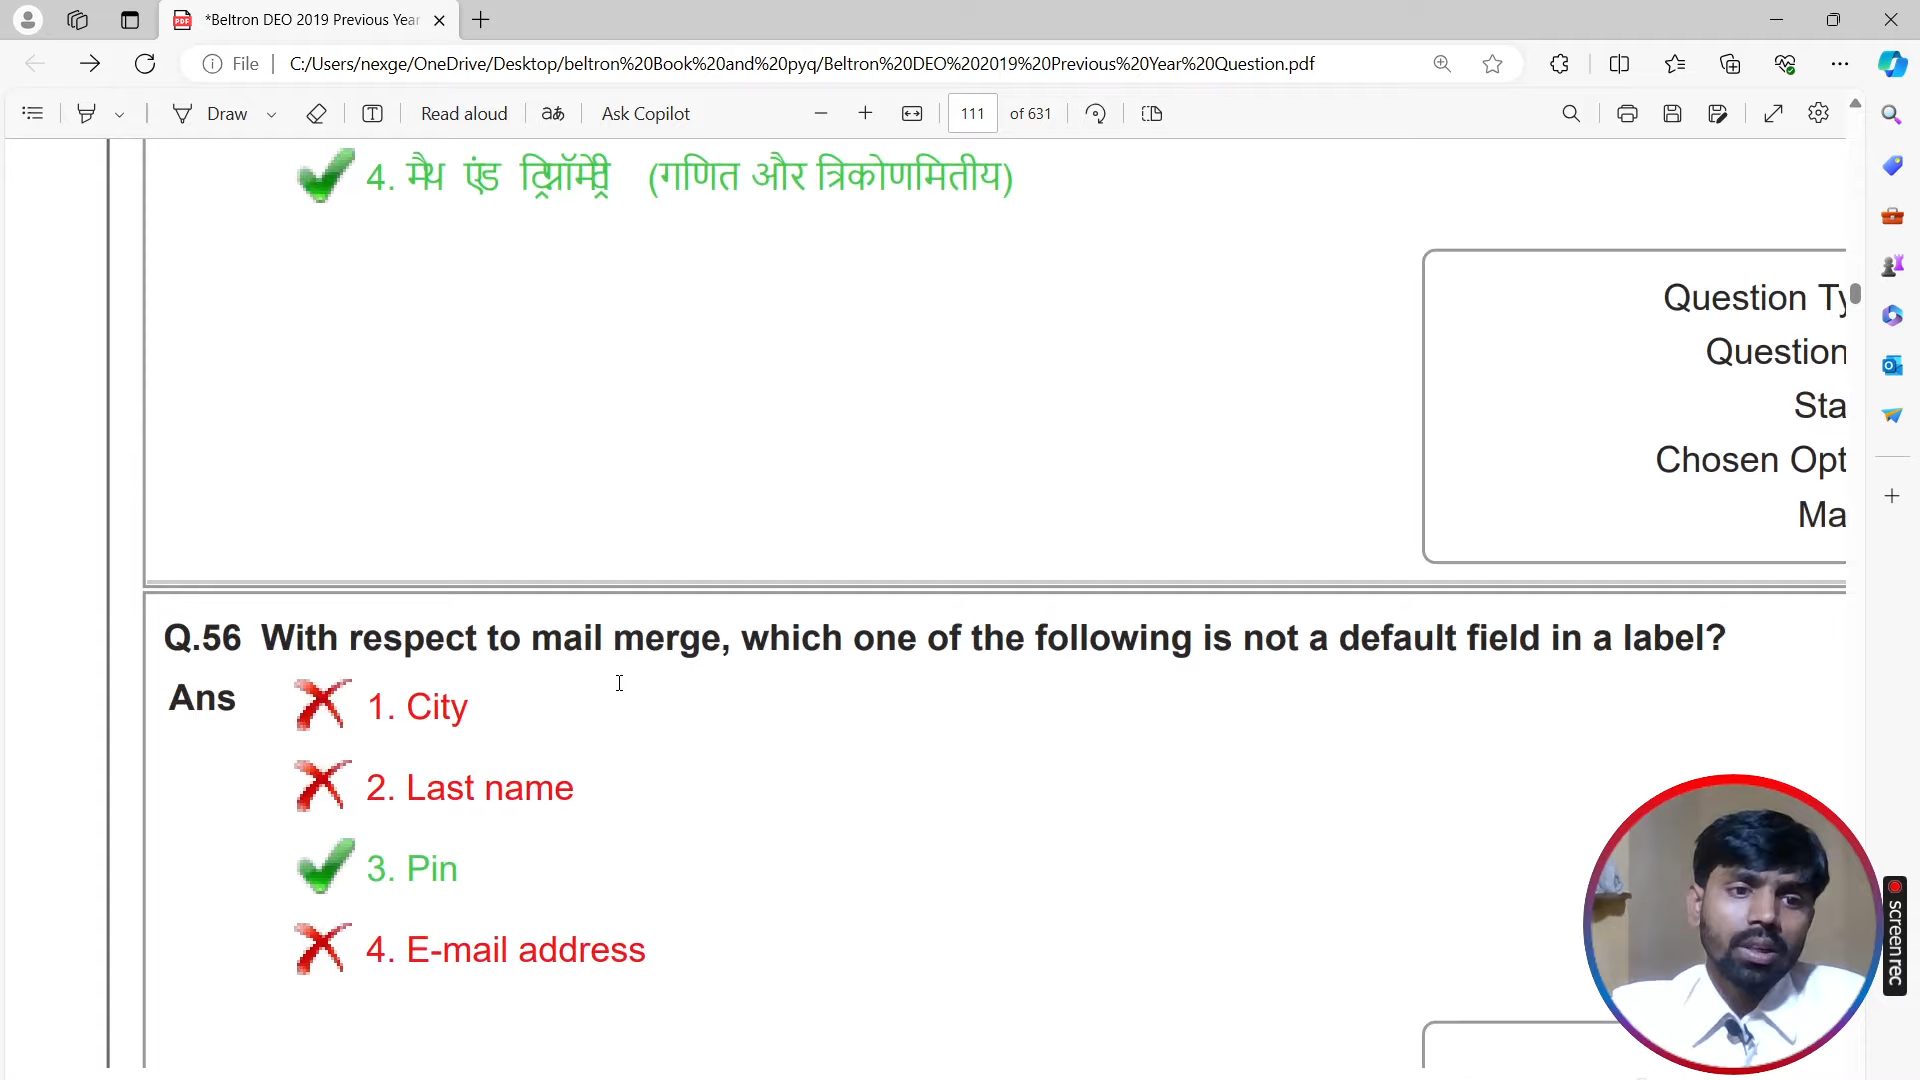 *Beltron DEO 2019 Previous Year
File
C:/Users/nexge/OneDrive/Desktop/beltron%20Book%20and%20pyq/Beltron%20DEO%202019%20Previous%20Year%20Question.pdf
Draw
Read aloud
aあ
Ask Copilot
111 of 631
4. मैथ एंड (गणित और त्रिकोणमितीय)
Question Ty
Question
Sta
Chosen Opt
Ma
Q.56 With respect to mail merge, which one of the following is not a default field in a label?
Ans
1. City
2. Last name
3. Pin
4. E-mail address
screenrec